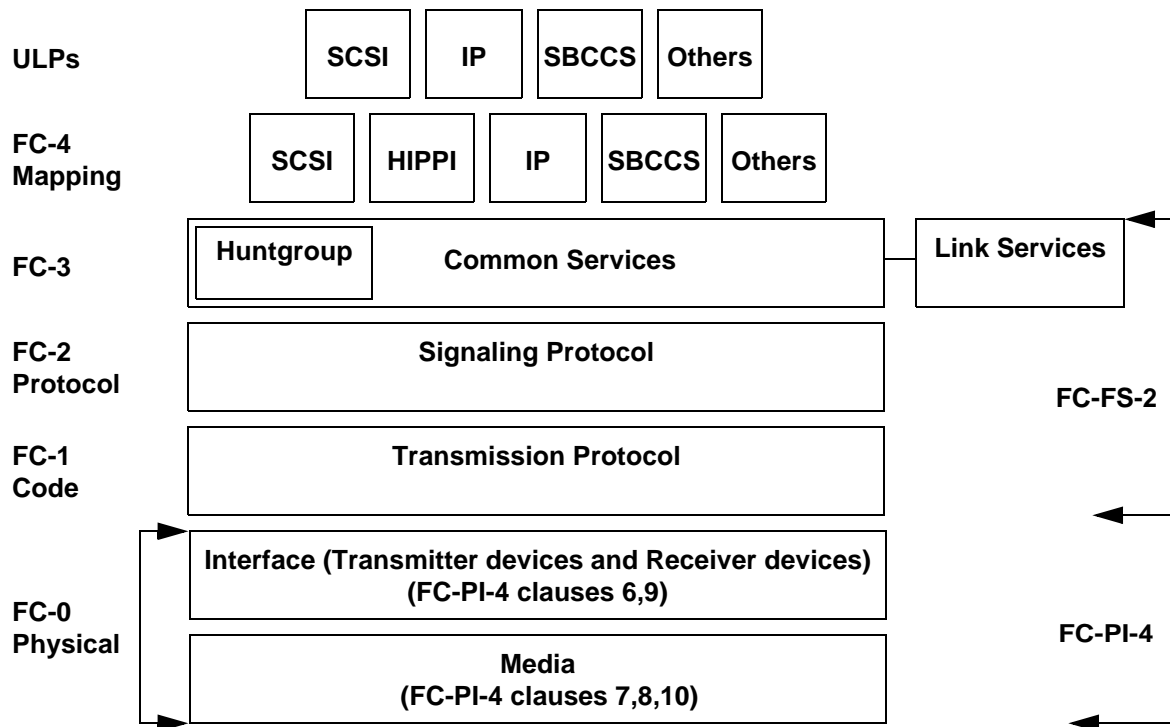 ULPs
SCSI
IP
SBCCS
Others
FC-4
Mapping
SCSI
HIPPI
IP
SBCCS
Others
FC-3
Huntgroup
Common Services
Link Services
FC-2
Protocol
Signaling Protocol
FC-FS-2
FC-1
Code
Transmission Protocol
FC-0
Physical
Interface (Transmitter devices and Receiver devices)
(FC-PI-4 clauses 6,9)
FC-PI-4
Media
(FC-PI-4 clauses 7,8,10)